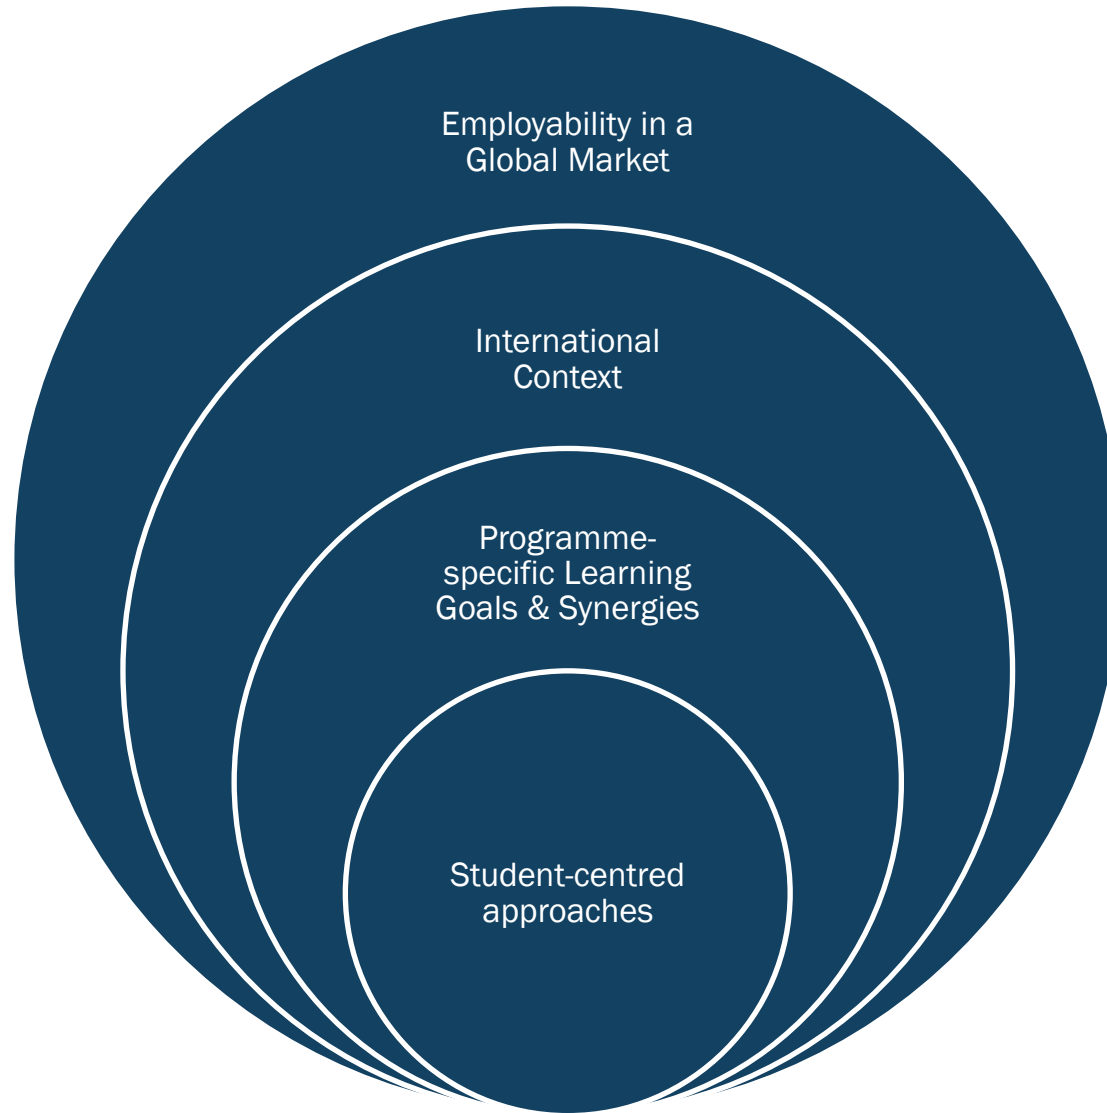 Employability in a
Global Market
International
Context
Programme-
specific Learning
Goals & Synergies
Student-centred
approaches